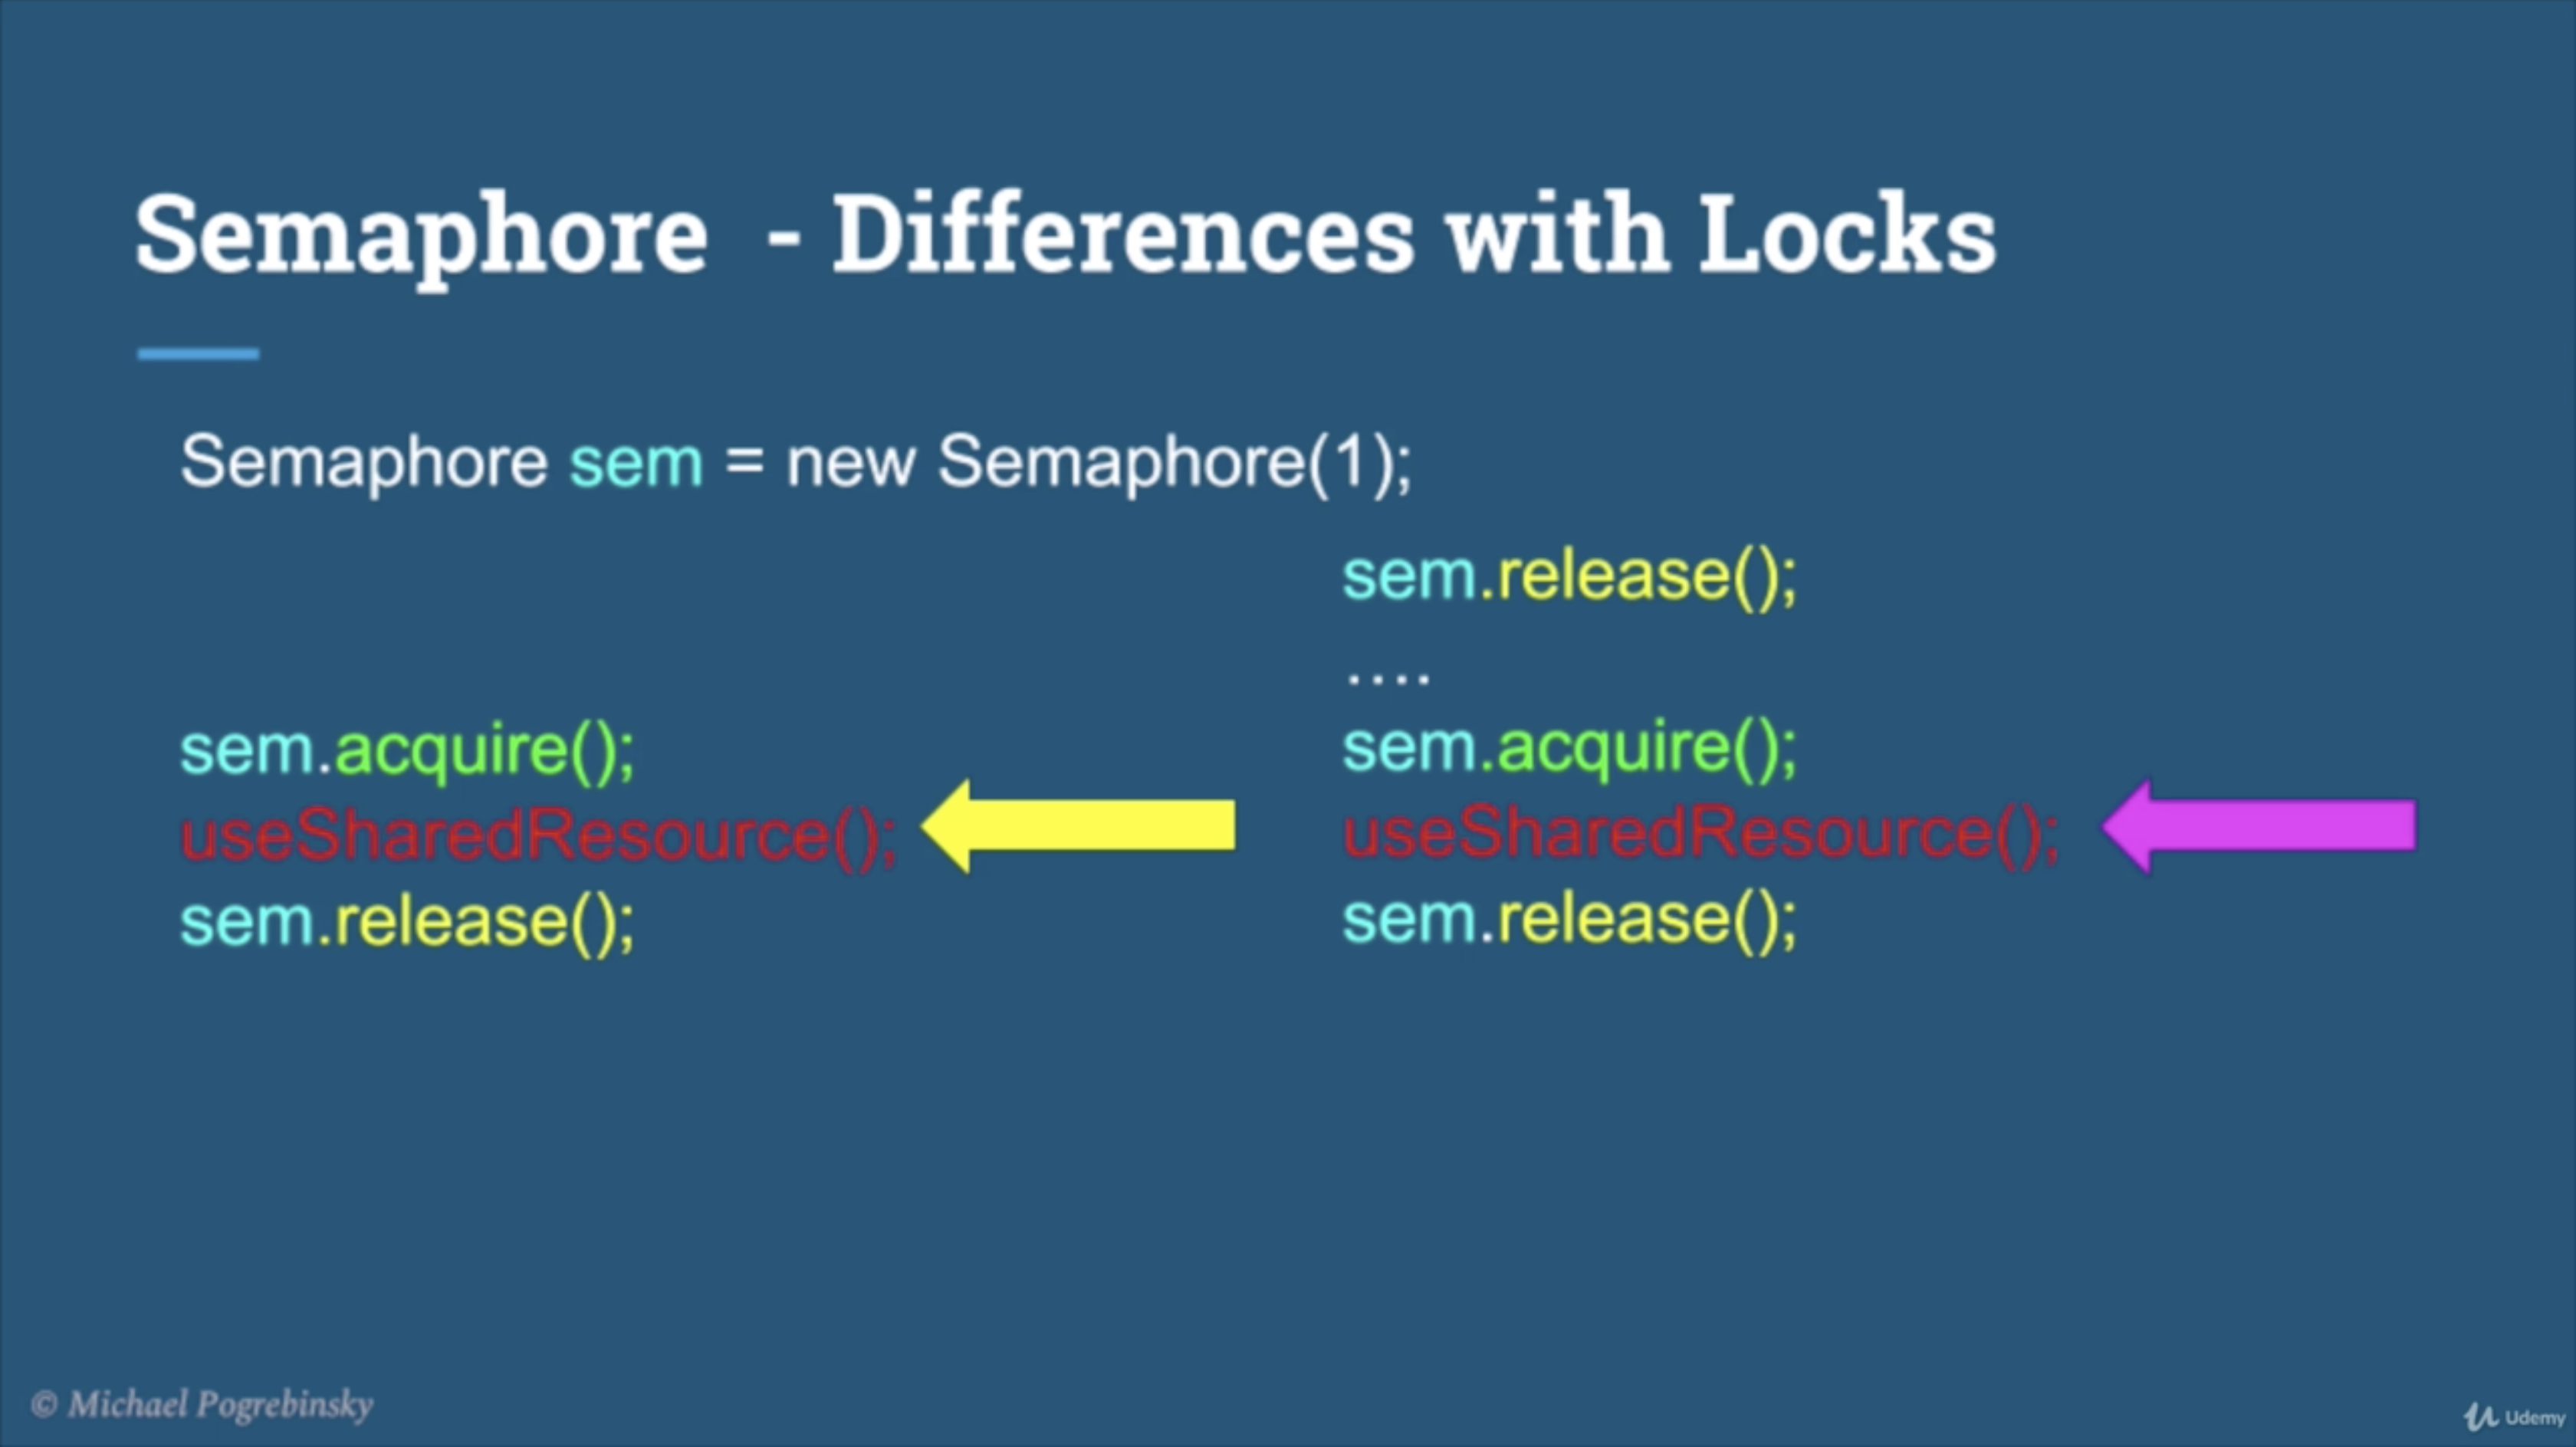 Semaphore - Differences with Locks
Semaphore sem = new Semaphore(1);
sem.acquire();
useSharedResource();
sem.release();
sem.release();
....
sem.acquire();
useSharedResource();
sem.release();
© Michael Pogrebinsky
Udemy